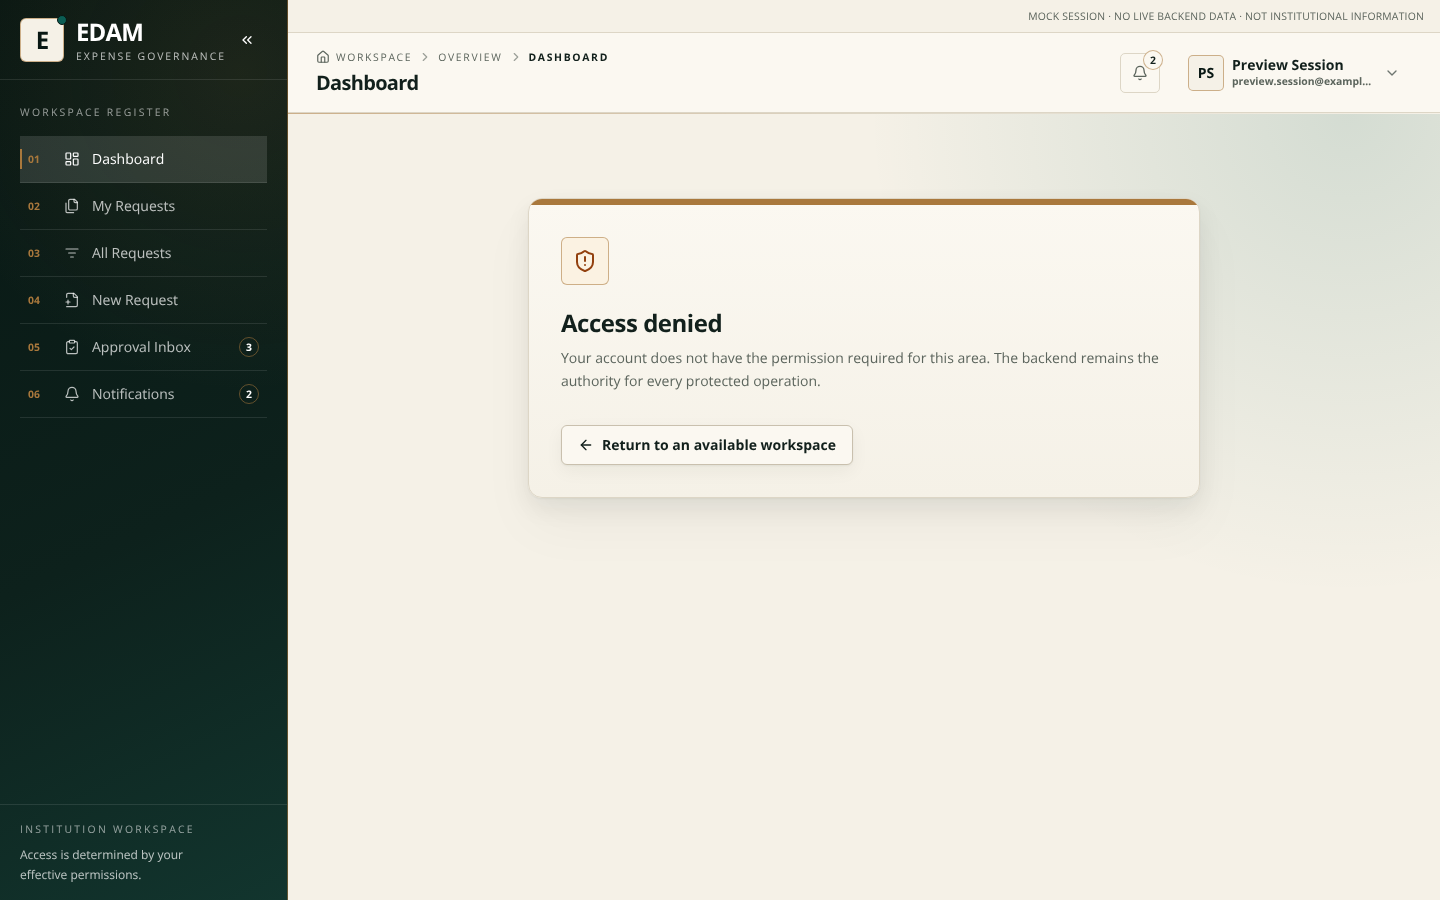 E
EDAM
EXPENSE GOVERNANCE
WORKSPACE REGISTER
01 Dashboard
02 My Requests
03 All Requests
04 New Request
05 Approval Inbox 3
06 Notifications 2
INSTITUTION WORKSPACE
Access is determined by your
effective permissions.
MOCK SESSION · NO LIVE BACKEND DATA · NOT INSTITUTIONAL INFORMATION
WORKSPACE OVERVIEW DASHBOARD
Dashboard
2
PS
Preview Session
preview.session@exampl...
Access denied
Your account does not have the permission required for this area. The backend remains the
authority for every protected operation.
Return to an available workspace